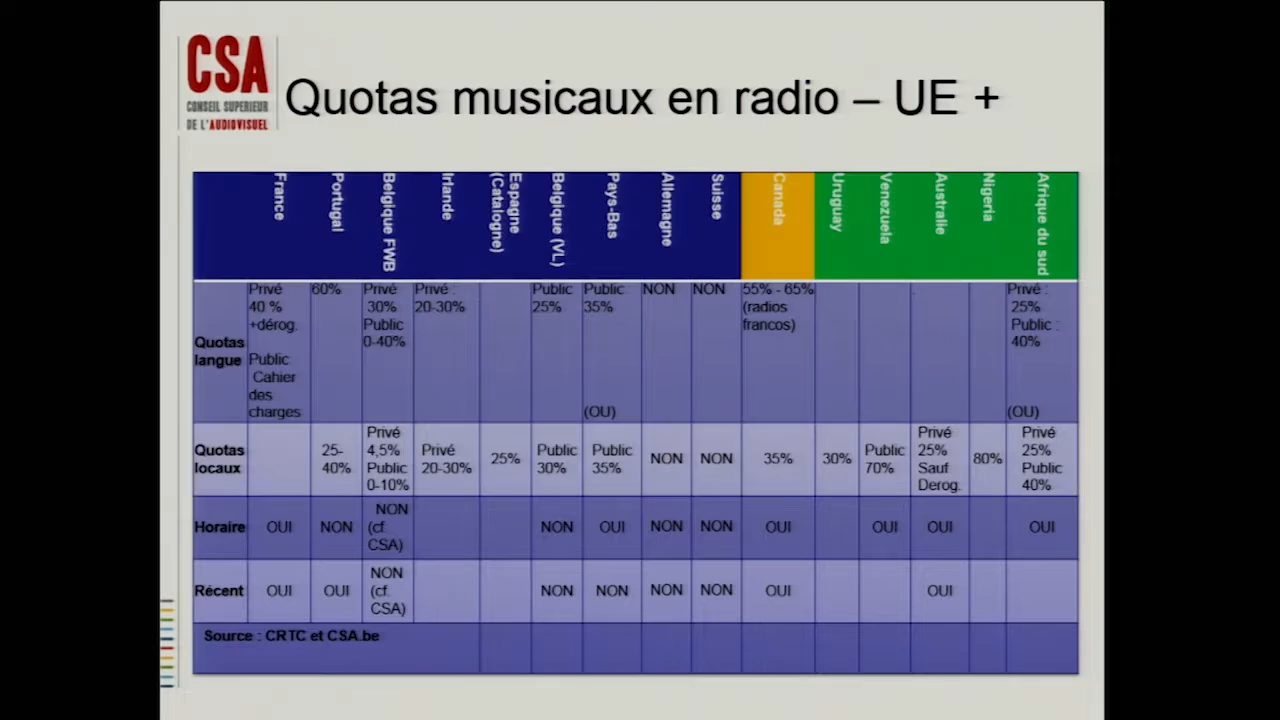 CSA
CONSEIL SUPERIEUR
DE L'AUDIOVISUEL
Quotas musicaux en radio – UE +
France
Portugal
Belgique FWB
Irlande
Espagne
(Catalogne)
Belgique (VL)
Pays-Bas
Allemagne
Suisse
Canada
Uruguay
Venezuela
Australie
Nigeria
Afrique du sud
Quotas
langue
Privé
40 %
+dérog.
Public
Cahier
des
charges
60%
Privé
30%
Public
0-40%
Privé :
20-30%
Public
25%
Public
35%
(OU)
NON
NON
55% - 65%
(radios
francos)
Privé :
25%
Public :
40%
(OU)
Quotas
locaux
25-
40%
Privé
4,5%
Public
0-10%
Privé
20-30%
25%
Public
30%
Public
35%
NON
NON
35%
30%
Public
70%
Privé
25%
Sauf
Derog.
80%
Privé
25%
Public
40%
Horaire
OUI
NON
NON
(cf.
CSA)
NON
OUI
NON
NON
OUI
OUI
OUI
OUI
Récent
OUI
OUI
NON
(cf.
CSA)
NON
NON
NON
NON
OUI
OUI
Source : CRTC et CSA.be